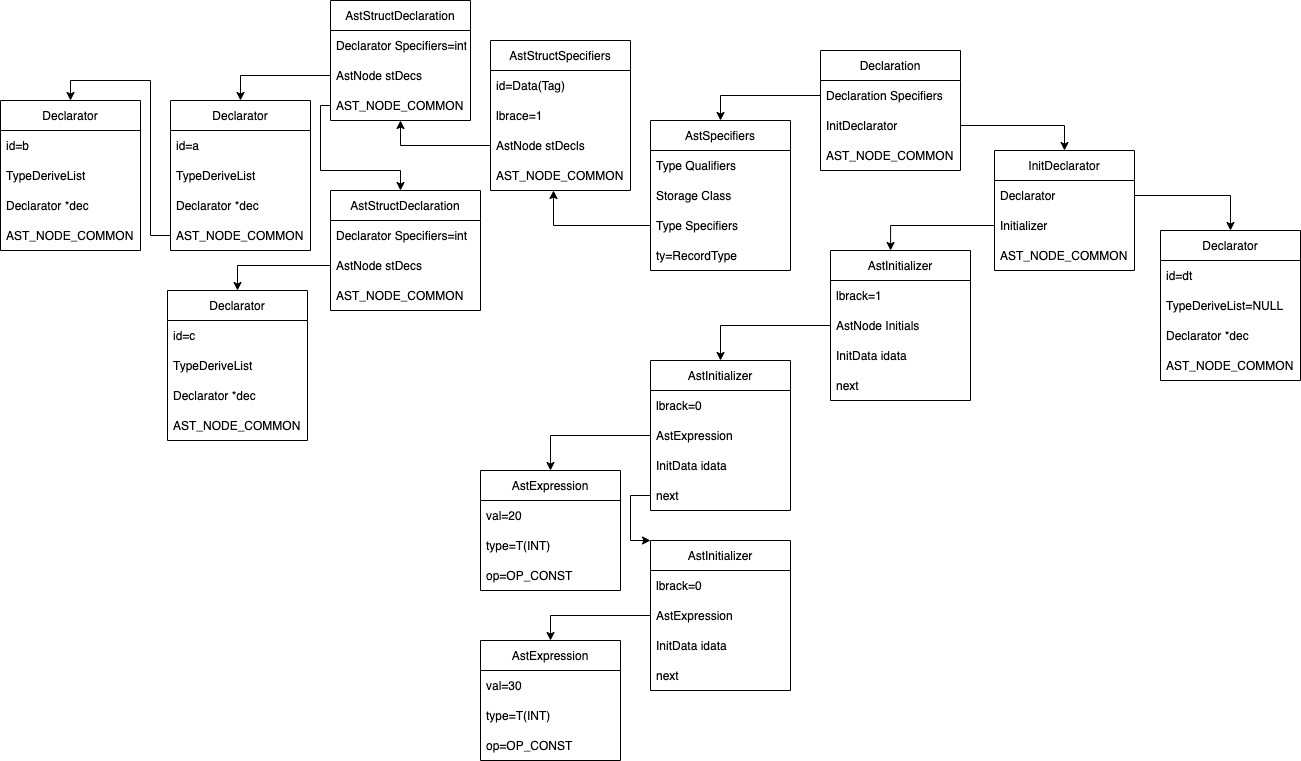 AstStructDeclaration
Declarator Specifiers=int
AstNode stDecs
AST_NODE_COMMON
AstStructSpecifiers
id=Data(Tag)
lbrace=1
AstNode stDecls
AST_NODE_COMMON
Declaration
Declaration Specifiers
InitDeclarator
AST_NODE_COMMON
Declarator
id=b
TypeDeriveList
Declarator *dec
AST_NODE_COMMON
Declarator
id=a
TypeDeriveList
Declarator *dec
AST_NODE_COMMON
AstSpecifiers
Type Qualifiers
Storage Class
Type Specifiers
ty=RecordType
InitDeclarator
Declarator
Initializer
AST_NODE_COMMON
AstStructDeclaration
Declarator Specifiers=int
AstNode stDecs
AST_NODE_COMMON
Declarator
id=dt
TypeDeriveList=NULL
Declarator *dec
AST_NODE_COMMON
AstInitializer
lbrack=1
AstNode Initials
InitData idata
next
Declarator
id=c
TypeDeriveList
Declarator *dec
AST_NODE_COMMON
AstInitializer
lbrack=0
AstExpression
InitData idata
next
AstExpression
val=20
type=T(INT)
op=OP_CONST
AstInitializer
lbrack=0
AstExpression
InitData idata
next
AstExpression
val=30
type=T(INT)
op=OP_CONST